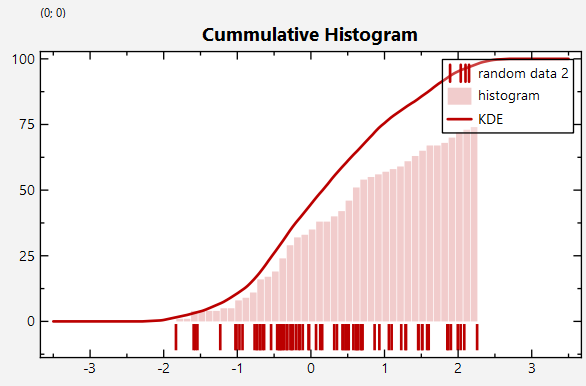 (0; 0)
Cummulative Histogram
random data 2
histogram
KDE
100
75
50
25
0
-3 -2 -1 0 1 2 3